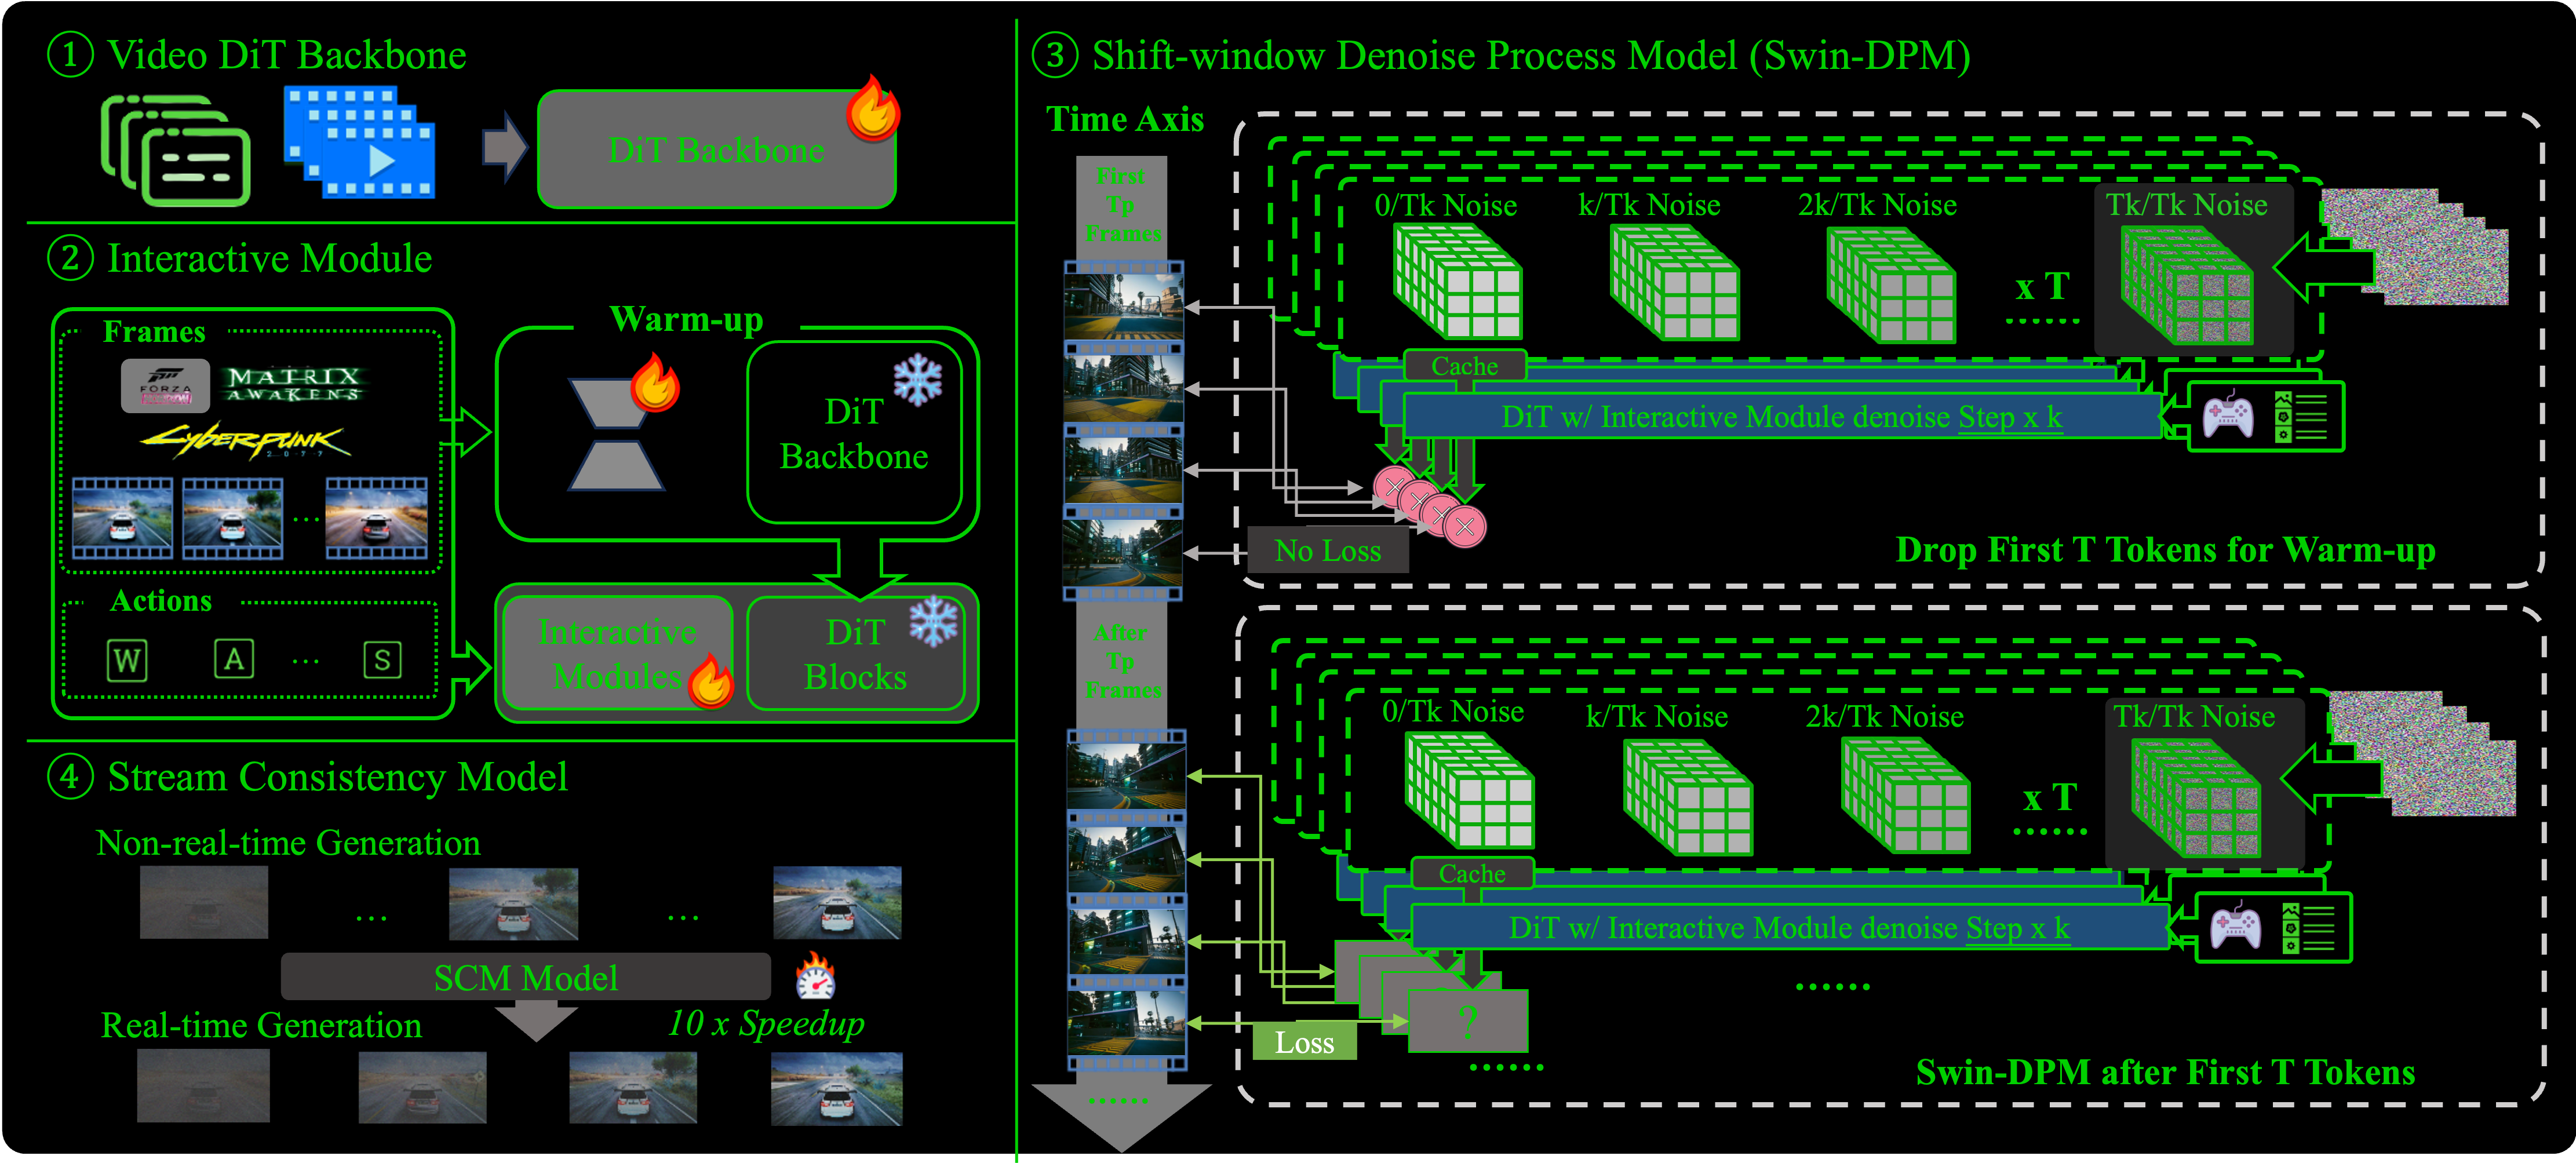 ① Video DiT Backbone
DiT Backbone
② Interactive Module
Frames
FORZA
HORIZON
MATRIX
AWAKENS
CYBERPUNK
2077
...
Actions
W A ... S
Warm-up
DiT
Backbone
Interactive
Modules
DiT
Blocks
④ Stream Consistency Model
Non-real-time Generation
... ...
SCM Model
Real-time Generation
10 x Speedup
③ Shift-window Denoise Process Model (Swin-DPM)
Time Axis
First
Tp
Frames
After
Tp
Frames
......
0/Tk Noise k/Tk Noise 2k/Tk Noise Tk/Tk Noise
x T
......
Cache
DiT w/ Interactive Module denoise Step x k
No Loss
Drop First T Tokens for Warm-up
0/Tk Noise k/Tk Noise 2k/Tk Noise Tk/Tk Noise
x T
......
Cache
DiT w/ Interactive Module denoise Step x k
......
?
Loss
......
Swin-DPM after First T Tokens